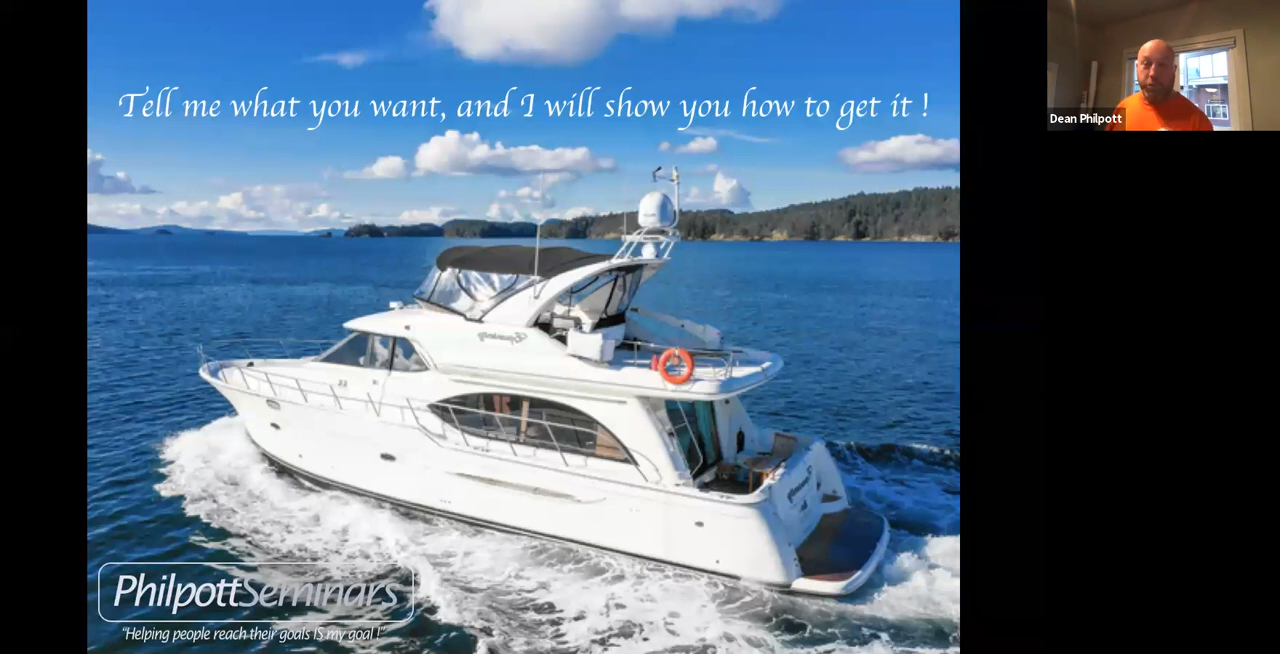 Tell me what you want, and I will show you how to get it !
Dean Philpott
PhilpottSeminars
"Helping people reach their goals IS my goal !"